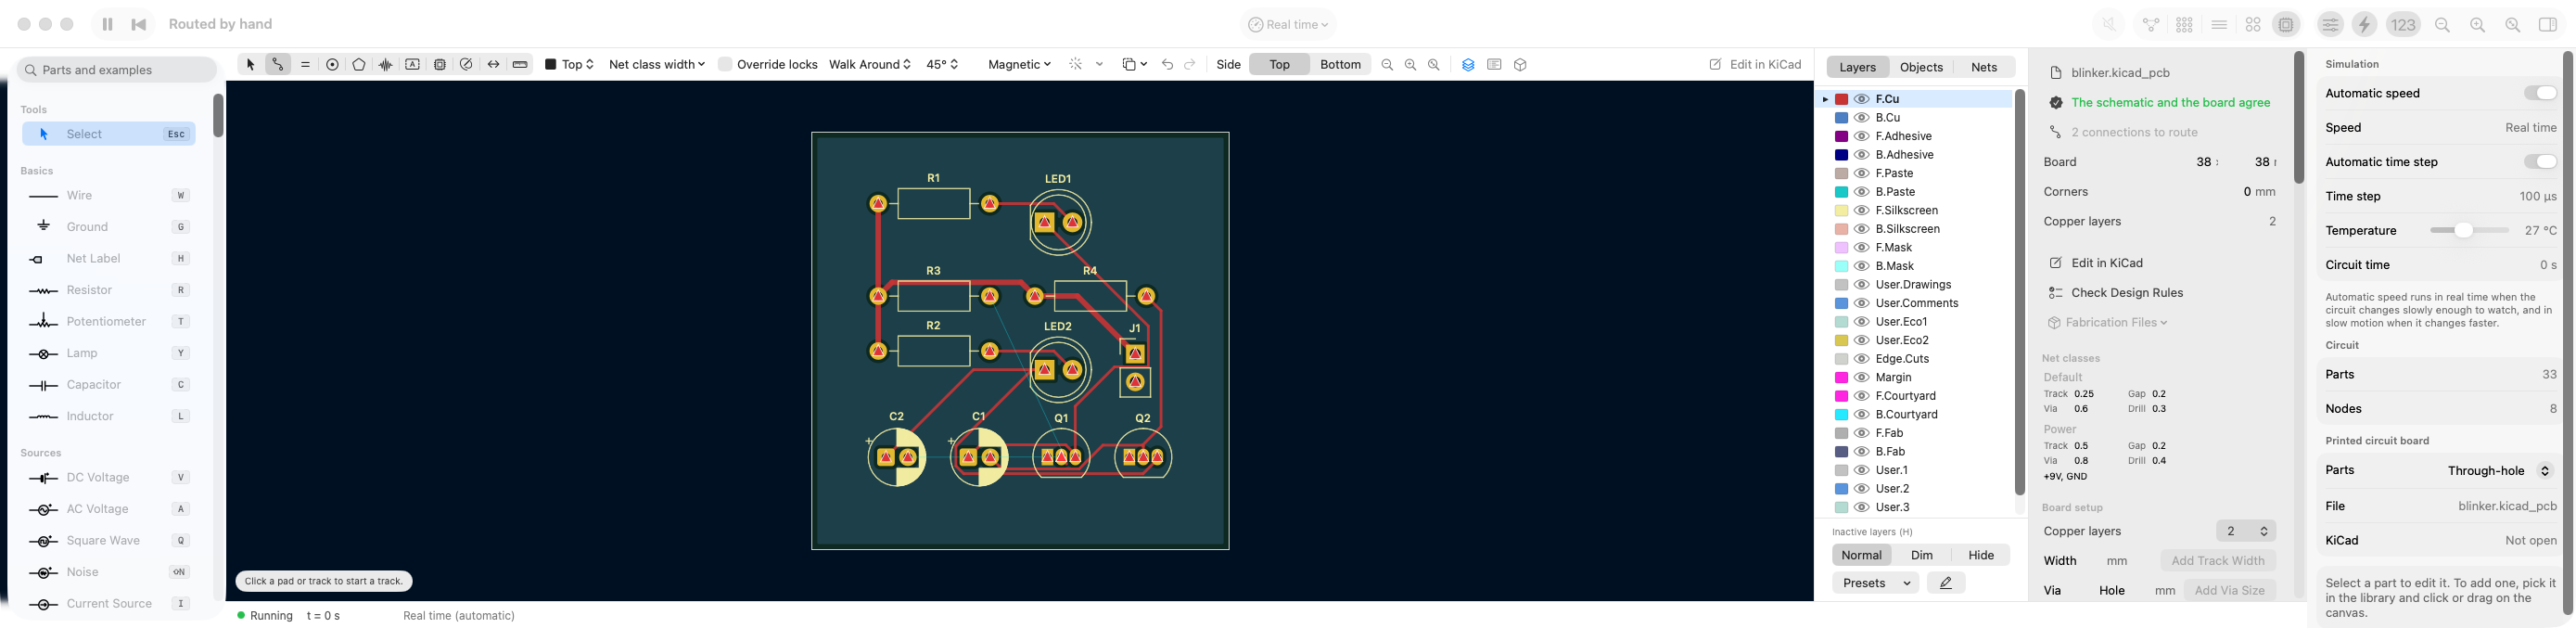 Routed by hand
Real time
123
Parts and examples
Top
Net class width
Override locks
Walk Around
45°
Magnetic
Side
Top
Bottom
Edit in KiCad
Tools
Select Esc
Basics
Wire W
Ground G
Net Label H
Resistor R
Potentiometer T
Lamp Y
Capacitor C
Inductor L
Sources
DC Voltage V
AC Voltage A
Square Wave Q
Noise ⇧N
Current Source I
R1
LED1
R3
R4
R2
LED2
J1
C2
C1
Q1
Q2
+
+
Click a pad or track to start a track.
Running t = 0 s Real time (automatic)
Layers Objects Nets
F.Cu
B.Cu
F.Adhesive
B.Adhesive
F.Paste
B.Paste
F.Silkscreen
B.Silkscreen
F.Mask
B.Mask
User.Drawings
User.Comments
User.Eco1
User.Eco2
Edge.Cuts
Margin
F.Courtyard
B.Courtyard
F.Fab
B.Fab
User.1
User.2
User.3
Inactive layers (H)
Normal Dim Hide
Presets
blinker.kicad_pcb
The schematic and the board agree
2 connections to route
Board 38 38
Corners 0 mm
Copper layers 2
Edit in KiCad
Check Design Rules
Fabrication Files
Net classes
Default
Track 0.25 Gap 0.2
Via 0.6 Drill 0.3
Power
Track 0.5 Gap 0.2
Via 0.8 Drill 0.4
+9V, GND
Board setup
Copper layers 2
Width mm Add Track Width
Via Hole mm Add Via Size
Simulation
Automatic speed
Speed Real time
Automatic time step
Time step 100 µs
Temperature 27 °C
Circuit time 0 s
Automatic speed runs in real time when the
circuit changes slowly enough to watch, and in
slow motion when it changes faster.
Circuit
Parts 33
Nodes 8
Printed circuit board
Parts Through-hole
File blinker.kicad_pcb
KiCad Not open
Select a part to edit it. To add one, pick it
in the library and click or drag on the
canvas.